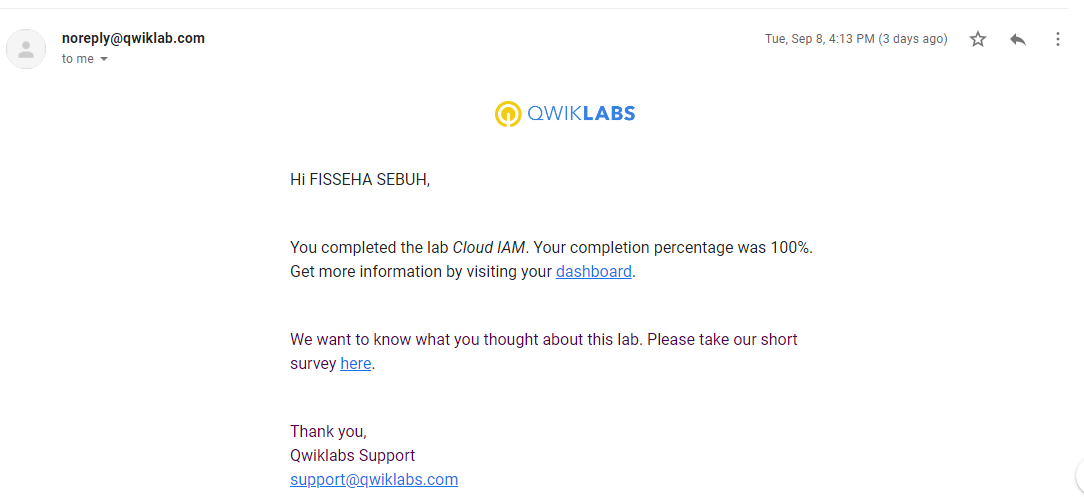 noreply@qwiklab.com
Tue, Sep 8, 4:13 PM (3 days ago)
to me
QWIKLABS
Hi FISSEHA SEBUH,
You completed the lab Cloud IAM. Your completion percentage was 100%.
Get more information by visiting your dashboard.
We want to know what you thought about this lab. Please take our short
survey here.
Thank you,
Qwiklabs Support
support@qwiklabs.com